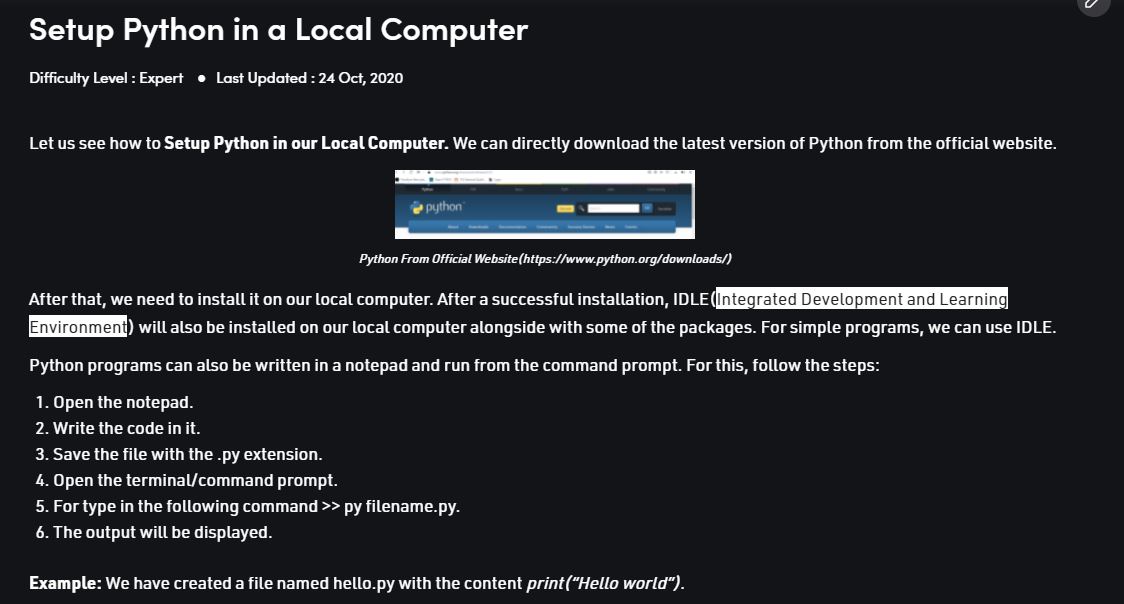 Setup Python in a Local Computer
Difficulty Level : Expert ● Last Updated : 24 Oct, 2020
Let us see how to Setup Python in our Local Computer. We can directly download the latest version of Python from the official website.
python
Python From Official Website(https://www.python.org/downloads/)
After that, we need to install it on our local computer. After a successful installation, IDLE(Integrated Development and Learning
Environment) will also be installed on our local computer alongside with some of the packages. For simple programs, we can use IDLE.
Python programs can also be written in a notepad and run from the command prompt. For this, follow the steps:
1. Open the notepad.
2. Write the code in it.
3. Save the file with the .py extension.
4. Open the terminal/command prompt.
5. For type in the following command >> py filename.py.
6. The output will be displayed.
Example: We have created a file named hello.py with the content print(“Hello world”).